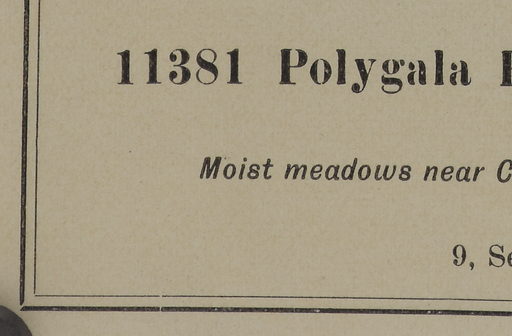 11381 Polygala
Moist meadows near
9,